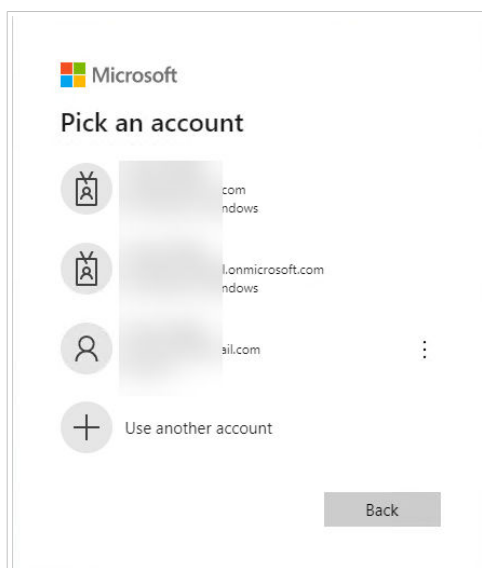 Microsoft
Pick an account
.com
ndows
l.onmicrosoft.com
ndows
ail.com
Use another account
Back